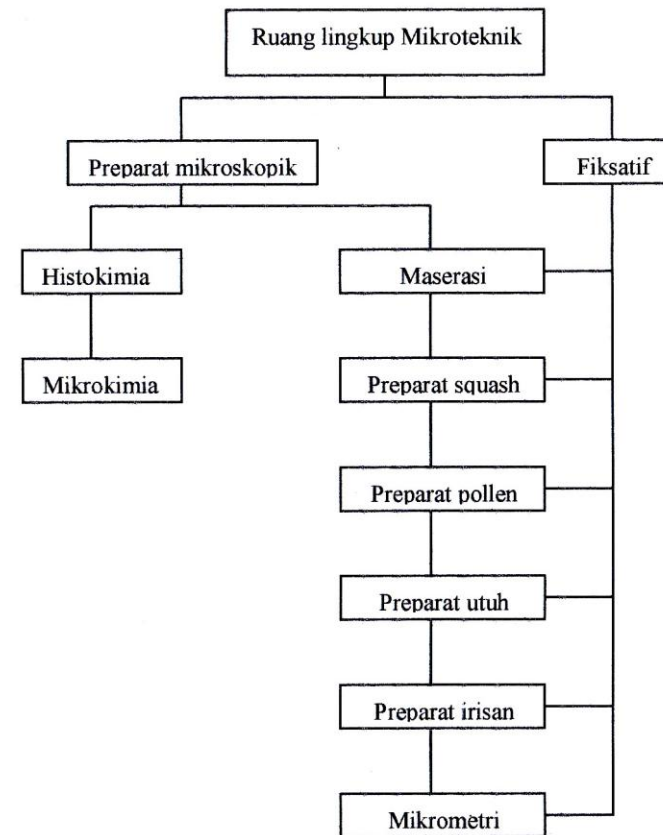 Ruang lingkup Mikroteknik
Preparat mikroskopik
Fiksatif
Histokimia
Maserasi
Mikrokimia
Preparat squash
Preparat pollen
Preparat utuh
Preparat irisan
Mikrometri